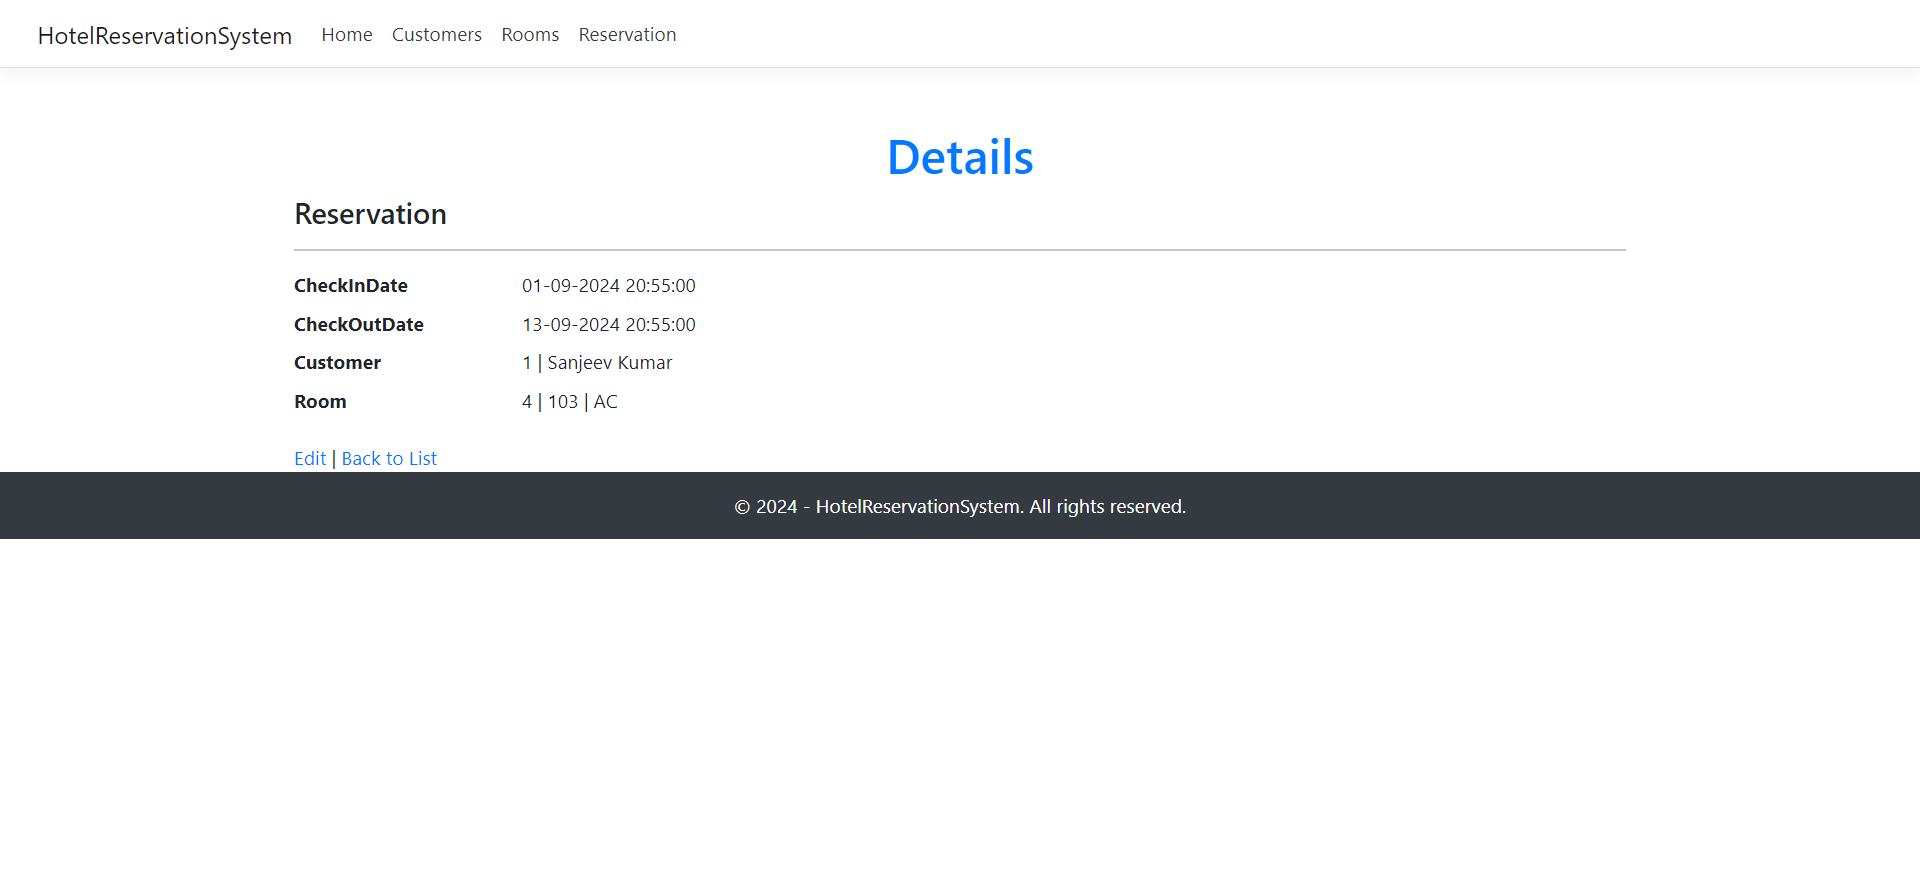 HotelReservationSystem Home Customers Rooms Reservation
Details
Reservation
CheckInDate 01-09-2024 20:55:00
CheckOutDate 13-09-2024 20:55:00
Customer 1 | Sanjeev Kumar
Room 4 | 103 | AC
Edit | Back to List
© 2024 - HotelReservationSystem. All rights reserved.